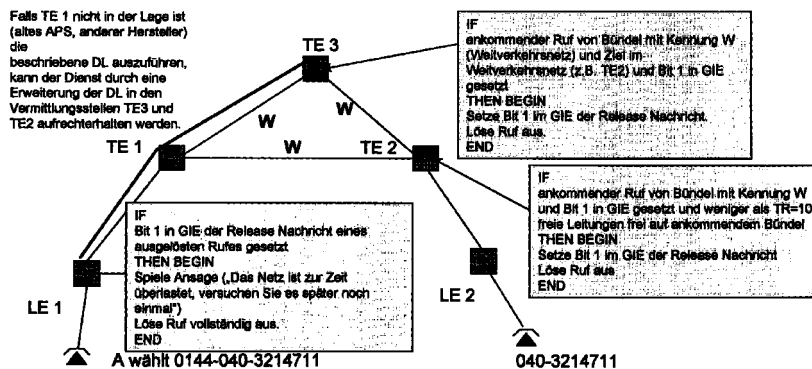 Falls TE 1 nicht in der Lage ist
(altes APS, anderer Hersteller)
die
beschriebene DL auszuführen,
kann der Dienst durch eine
Erweiterung der DL in den
Vermittlungsstellen TE3 und
TE2 aufrechterhalten werden.
TE 3
IF
ankommender Ruf von Bündel mit Kennung W
(Weitverkehrsnetz) und Ziel im
Weitverkehrsnetz (z.B. TE2) und Bit 1 in GIE
gesetzt
THEN BEGIN
Setze Bit 1 im GIE der Release Nachricht.
Löse Ruf aus.
END
W
W
TE 1
W
TE 2
IF
ankommender Ruf von Bündel mit Kennung W
und Bit 1 in GIE gesetzt und weniger als TR=10
freie Leitungen frei auf ankommendem Bündel
THEN BEGIN
Setze Bit 1 im GIE der Release Nachricht
Löse Ruf aus
END
IF
Bit 1 in GIE der Release Nachricht eines
ausgelösten Rufes gesetzt
THEN BEGIN
Spiele Ansage („Das Netz ist zur Zeit
überlastet, versuchen Sie es später noch
einmal")
Löse Ruf vollständig aus.
END
LE 1
LE 2
A wählt 0144-040-3214711
040-3214711